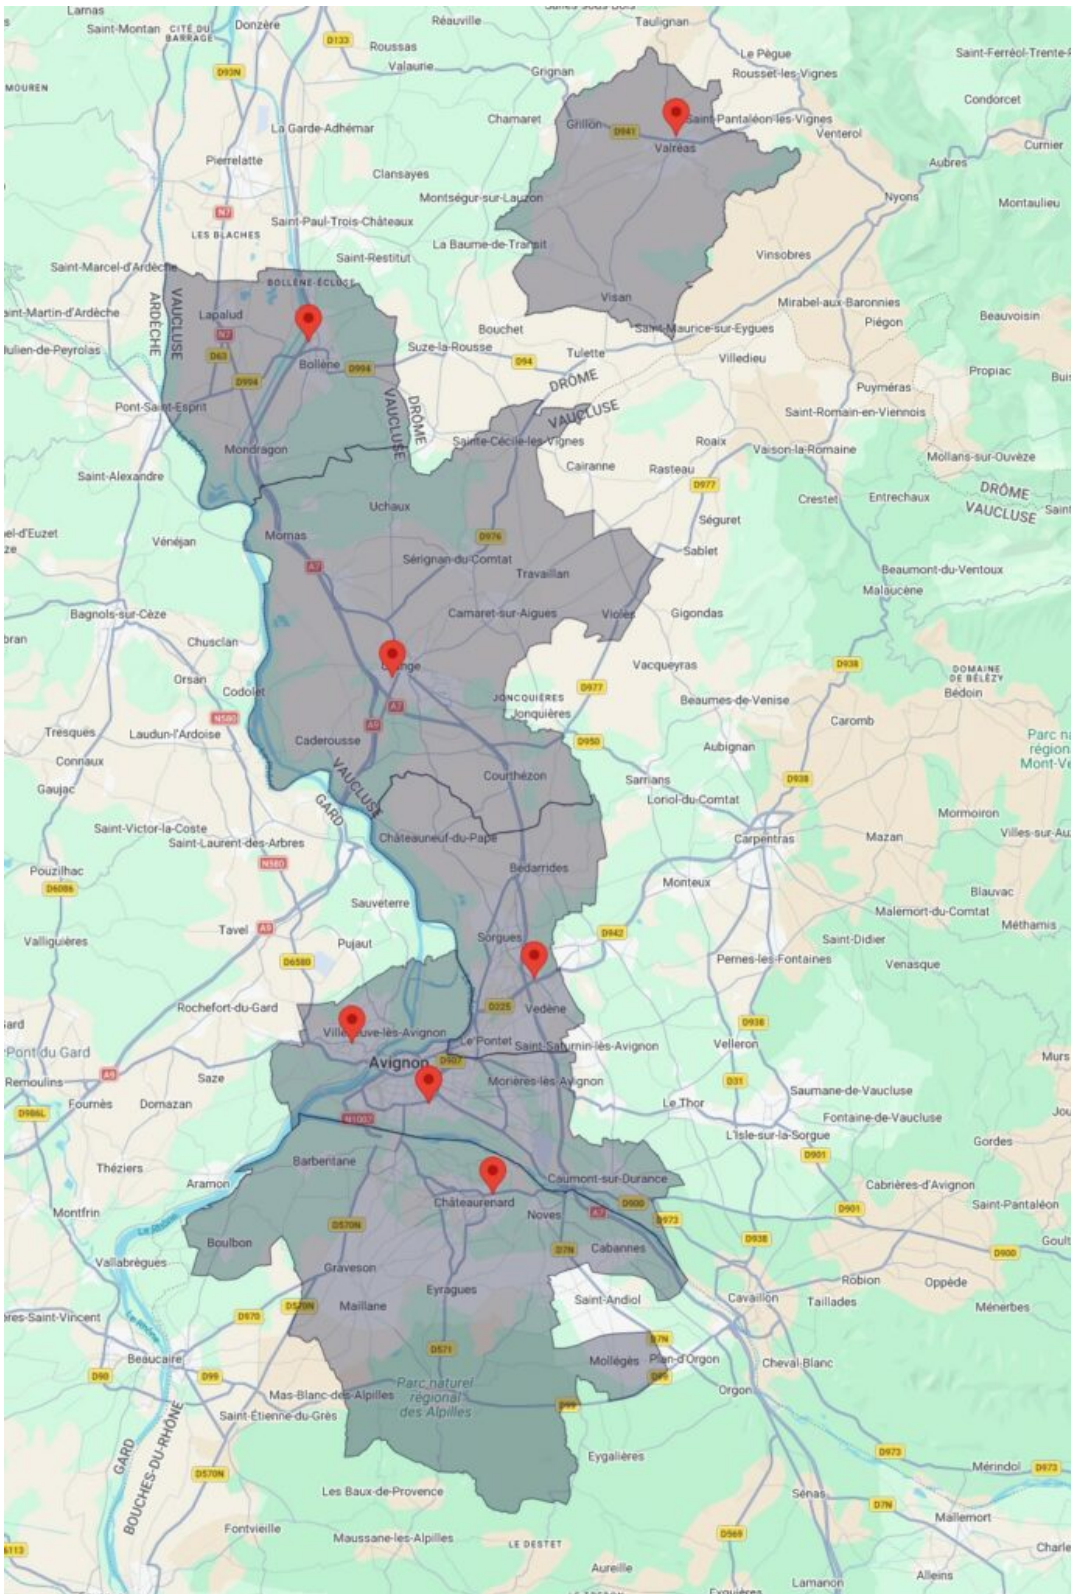 Larnas
Saint-Montan
CITÉ DU
BARRAGE
Donzère
Réauville
Taulignan
D133
Roussas
Valaurie
Grignan
Le Pègue
Rousset-les-Vignes
D93N
Condorcet
La Garde-Adhémar
Chamaret
Grillon
D941
Saint-Pantaléon-les-Vignes
Venterol
Valréas
Curnier
Aubres
Pierrelatte
Clansayes
Montségur-sur-Lauzon
Nyons
Montaulieu
N7
LES BLACHES
Saint-Paul-Trois-Châteaux
La Baume-de-Transit
Saint-Restitut
Vinsobres
Saint-Marcel-d'Ardèche
BOLLÈNE-ÉCLUSE
Visan
Mirabel-aux-Baronnies
ARDÈCHE
VAUCLUSE
Lapalud
Piégon
Beauvoisin
N7
Bouchet
Saint-Maurice-sur-Eygues
D63
Bollène
D994
Suze-la-Rousse
Tulette
Villedieu
D94
Propiac
D994
DRÔME
VAUCLUSE
Puyméras
Pont-Saint-Esprit
DRÔME
VAUCLUSE
Saint-Romain-en-Viennois
Mondragon
Sainte-Cécile-les-Vignes
Roaix
Vaison-la-Romaine
Mollans-sur-Ouvèze
Cairanne
Rasteau
Saint-Alexandre
D977
Crestet
Entrechaux
DRÔME
VAUCLUSE
Uchaux
Séguret
Mornas
D976
Vénéjan
Sablet
Sérignan-du-Comtat
Beaumont-du-Ventoux
A7
Travaillan
Malaucène
Bagnols-sur-Cèze
Camaret-sur-Aigues
Violès
Gigondas
Chusclan
Vacqueyras
D938
DOMAINE
DE BÉLÉZY
Orsan
Codolet
D977
JONCQUIÈRES
Jonquières
Beaumes-de-Venise
Bédoin
A7
N580
A9
Caromb
Tresques
Laudun-l'Ardoise
Caderousse
D950
Aubignan
Connaux
Courthézon
Sarrians
D938
Gaujac
VAUCLUSE
GARD
Loriol-du-Comtat
Mormoiron
Saint-Victor-la-Coste
Châteauneuf-du-Pape
Carpentras
Mazan
Saint-Laurent-des-Arbres
N580
Bédarrides
Pouzilhac
D6086
Monteux
Blauvac
Sauveterre
Malemort-du-Comtat
Méthamis
Tavel
A9
Valliguières
Pujaut
Sorgues
D942
Saint-Didier
D6580
Pernes-les-Fontaines
Venasque
Rochefort-du-Gard
D225
Vedène
D938
Villeneuve-lès-Avignon
Le Pontet
Saint-Saturnin-lès-Avignon
Velleron
Pont du Gard
Avignon
D907
Remoulins
A9
Saze
Morières-lès-Avignon
D31
Saumane-de-Vaucluse
D986L
Fournès
Domazan
Le Thor
Fontaine-de-Vaucluse
N1007
L'Isle-sur-la-Sorgue
Gordes
Théziers
Barbentane
D901
Aramon
Caumont-sur-Durance
Cabrières-d'Avignon
Châteaurenard
D900
Saint-Pantaléon
Montfrin
Noves
A7
D973
D901
Le Rhône
D570N
Boulbon
D7N
Cabannes
D938
D900
Vallabrègues
Graveson
Robion
Oppède
Eyragues
Saint-Andiol
Cavaillon
Taillades
Ménerbes
D570N
Maillane
D970
Le Rhône
D7N
D571
Mollégès
Plan-d'Orgon
Cheval-Blanc
Beaucaire
D90
D99
Parc naturel
régional
des Alpilles
D99
Mas-Blanc-des-Alpilles
Orgon
D99
Saint-Étienne-du-Grès
GARD
BOUCHES-DU-RHÔNE
D973
Eygalières
Mérindol
D973
D570N
Les Baux-de-Provence
Sénas
D7N
Mallemort
Fontvieille
Maussane-les-Alpilles
LE DESTET
D569
Aureille
Alleins
Lamanon